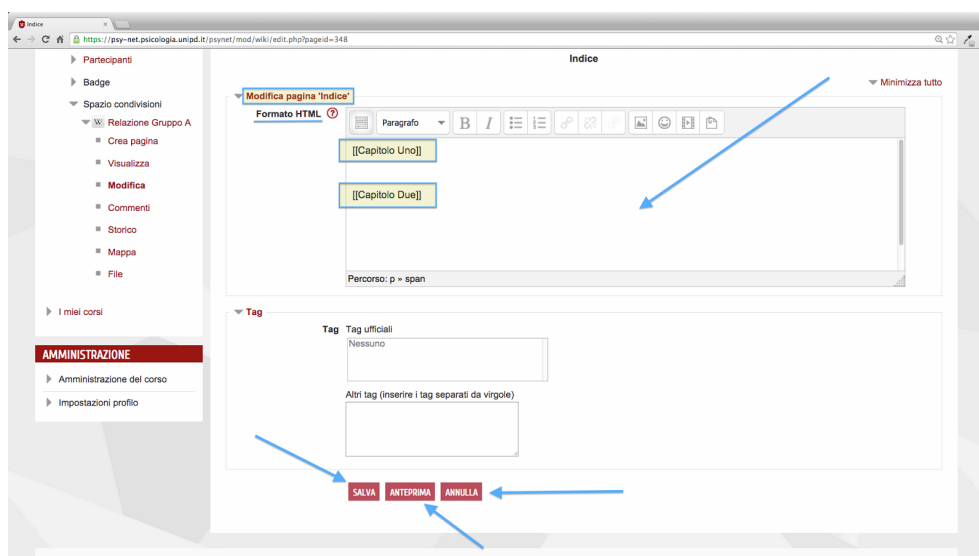 Indice
https://psy-net.psicologia.unipd.it/psynet/mod/wiki/edit.php?pageid=348
Partecipanti
Badge
Spazio condivisioni
W Relazione Gruppo A
Crea pagina
Visualizza
Modifica
Commenti
Storico
Mappa
File
I miei corsi
AMMINISTRAZIONE
Amministrazione del corso
Impostazioni profilo
Indice
Minimizza tutto
Modifica pagina 'Indice'
Formato HTML ?
Paragrafo B I
[[Capitolo Uno]]
[[Capitolo Due]]
Percorso: p » span
Tag
Tag Tag ufficiali
Nessuno
Altri tag (inserire i tag separati da virgole)
SALVA ANTEPRIMA ANNULLA